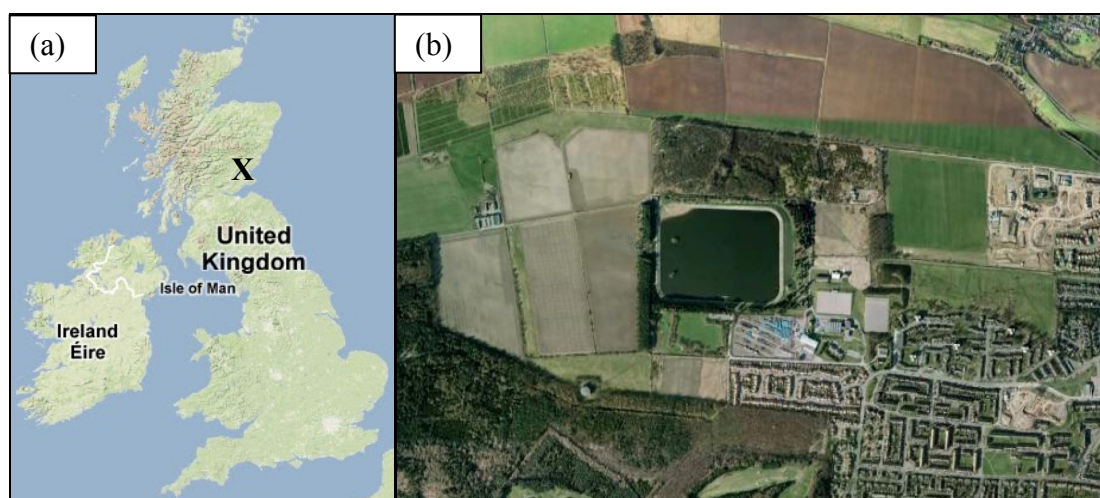 (a)
(b)
X
United
Kingdom
Isle of Man
Ireland
Éire